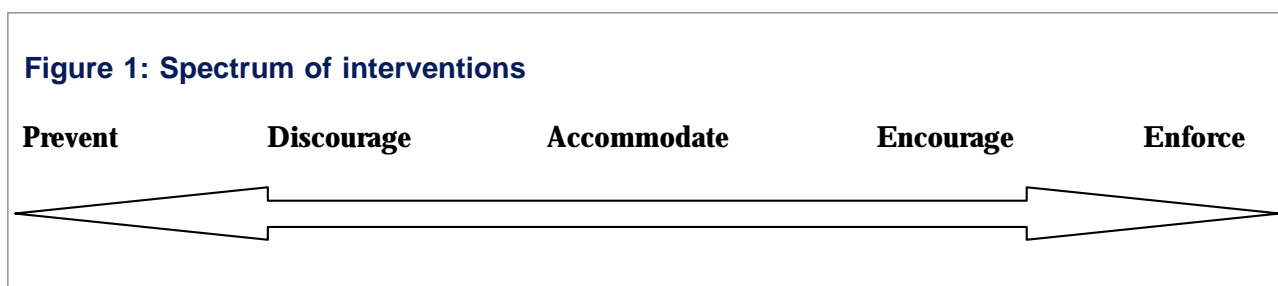 Figure 1: Spectrum of interventions
Prevent Discourage Accommodate Encourage Enforce